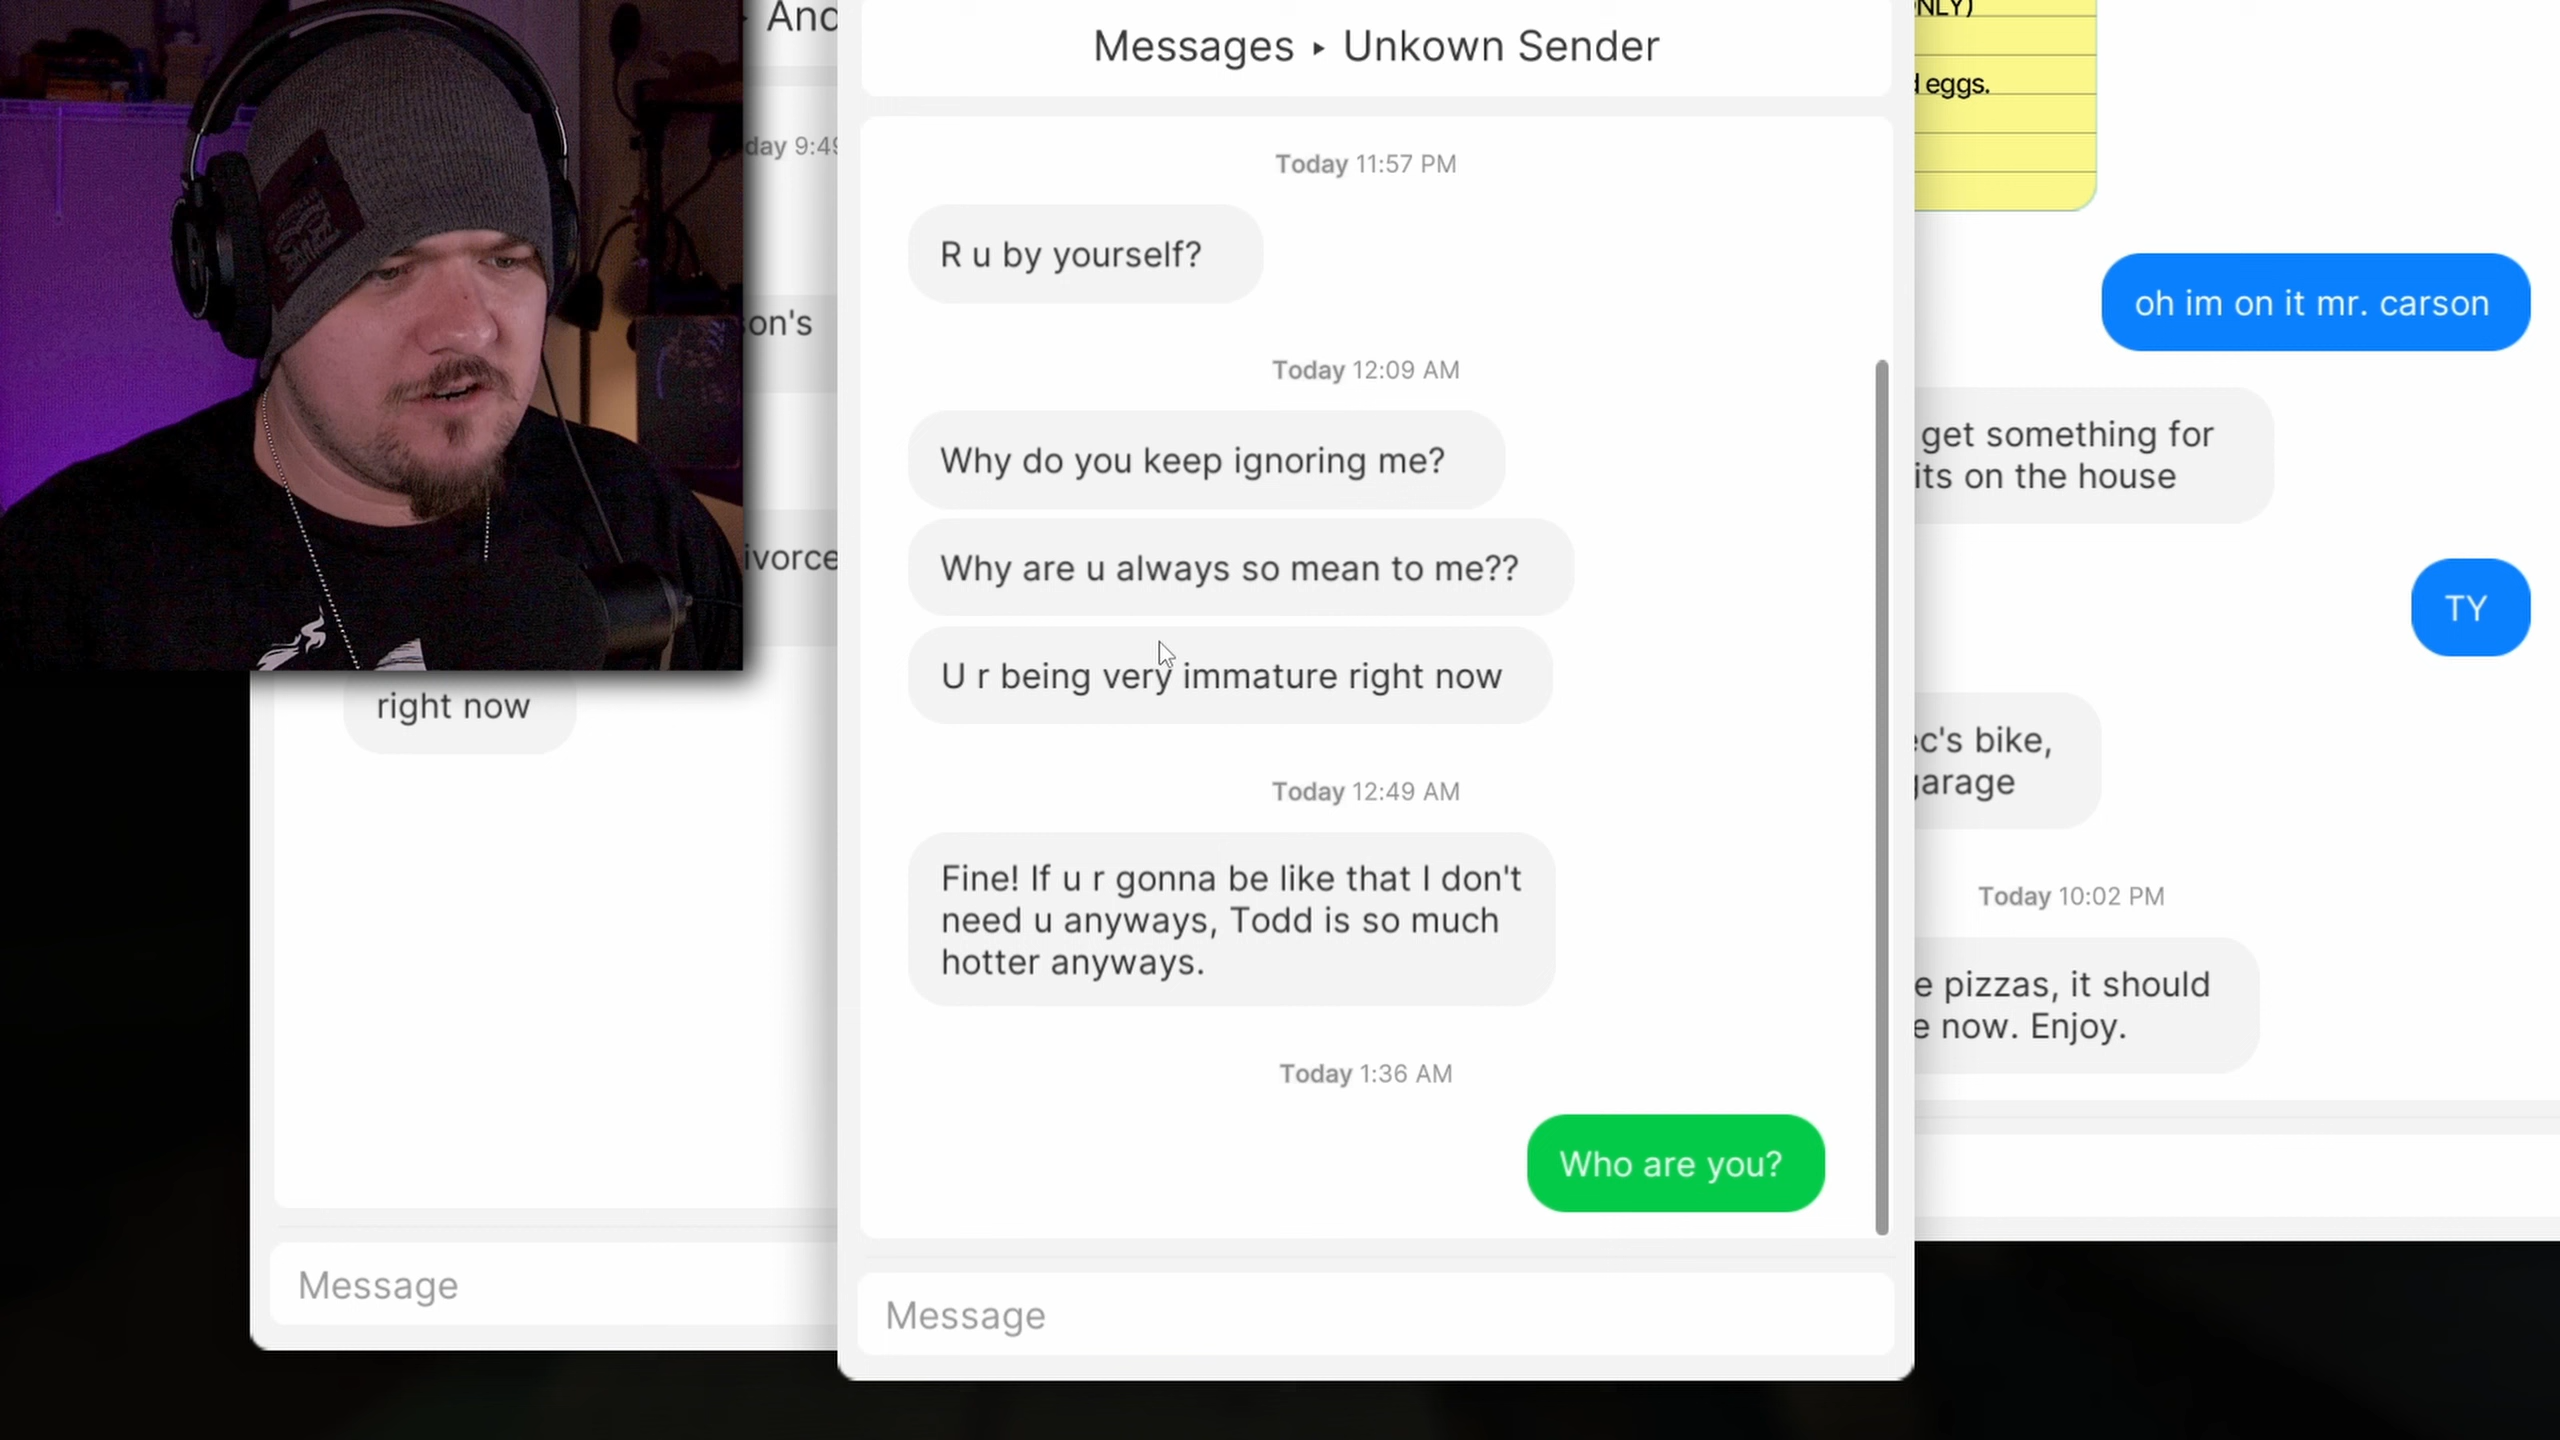 And
Messages ▸ Unkown Sender
NLY)
eggs.
Today 11:57 PM
R u by yourself?
Today 12:09 AM
Why do you keep ignoring me?
Why are u always so mean to me??
U r being very immature right now
Today 12:49 AM
Fine! If u r gonna be like that I don't
need u anyways, Todd is so much
hotter anyways.
Today 1:36 AM
Who are you?
Message
day 9:49
on's
ivorce
right now
Message
oh im on it mr. carson
get something for
its on the house
TY
c's bike,
garage
Today 10:02 PM
e pizzas, it should
e now. Enjoy.